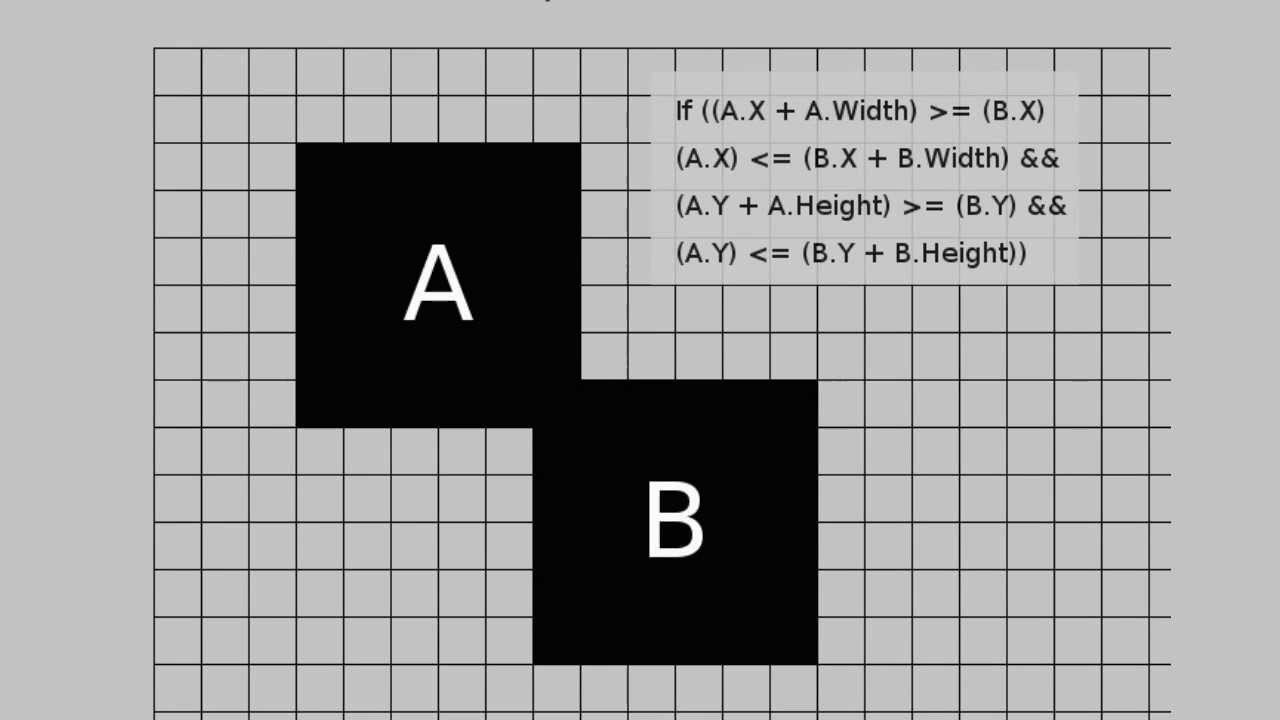 If ((A.X + A.Width) >= (B.X)
(A.X) <= (B.X + B.Width) &&
(A.Y + A.Height) >= (B.Y) &&
(A.Y) <= (B.Y + B.Height))
A
B